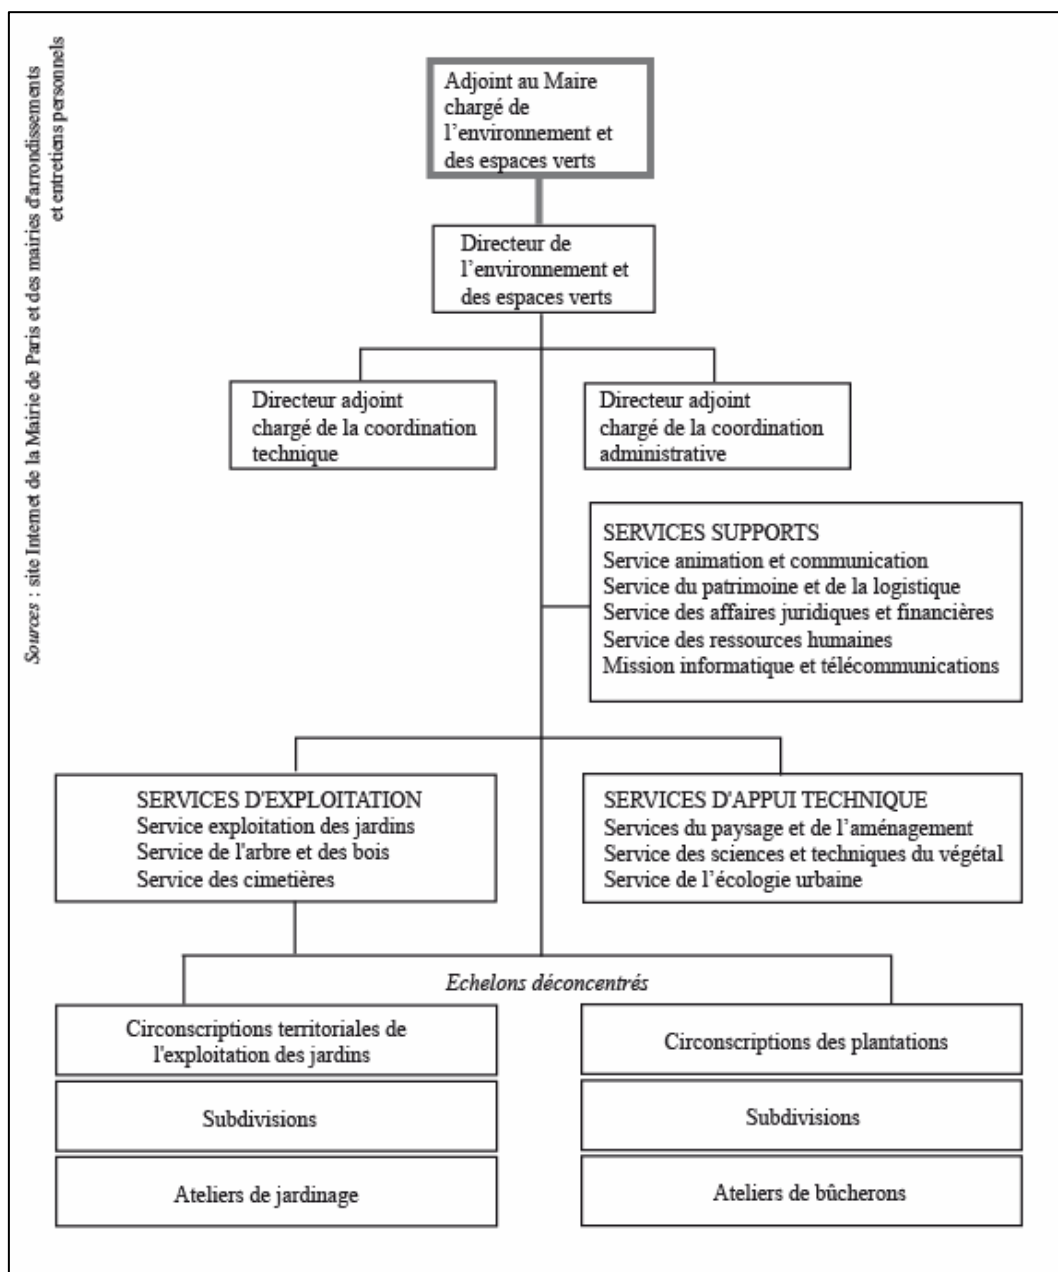 Sources : site Internet de la Mairie de Paris et des mairies d'arrondissements
et entretiens personnels
Adjoint au Maire
chargé de
l'environnement et
des espaces verts
Directeur de
l'environnement et
des espaces verts
Directeur adjoint
chargé de la coordination
technique
Directeur adjoint
chargé de la coordination
administrative
SERVICES SUPPORTS
Service animation et communication
Service du patrimoine et de la logistique
Service des affaires juridiques et financières
Service des ressources humaines
Mission informatique et télécommunications
SERVICES D'EXPLOITATION
Service exploitation des jardins
Service de l'arbre et des bois
Service des cimetières
SERVICES D'APPUI TECHNIQUE
Services du paysage et de l'aménagement
Service des sciences et techniques du végétal
Service de l'écologie urbaine
Echelons déconcentrés
Circonscriptions territoriales de
l'exploitation des jardins
Subdivisions
Ateliers de jardinage
Circonscriptions des plantations
Subdivisions
Ateliers de bûcherons